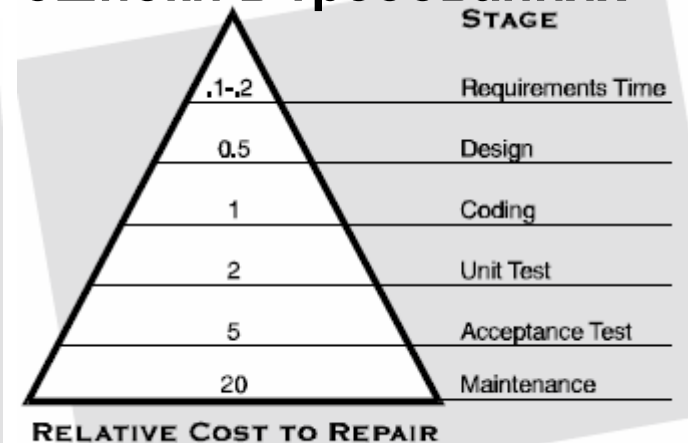 STAGE
.1-.2 Requirements Time
0.5 Design
1 Coding
2 Unit Test
5 Acceptance Test
20 Maintenance
RELATIVE COST TO REPAIR